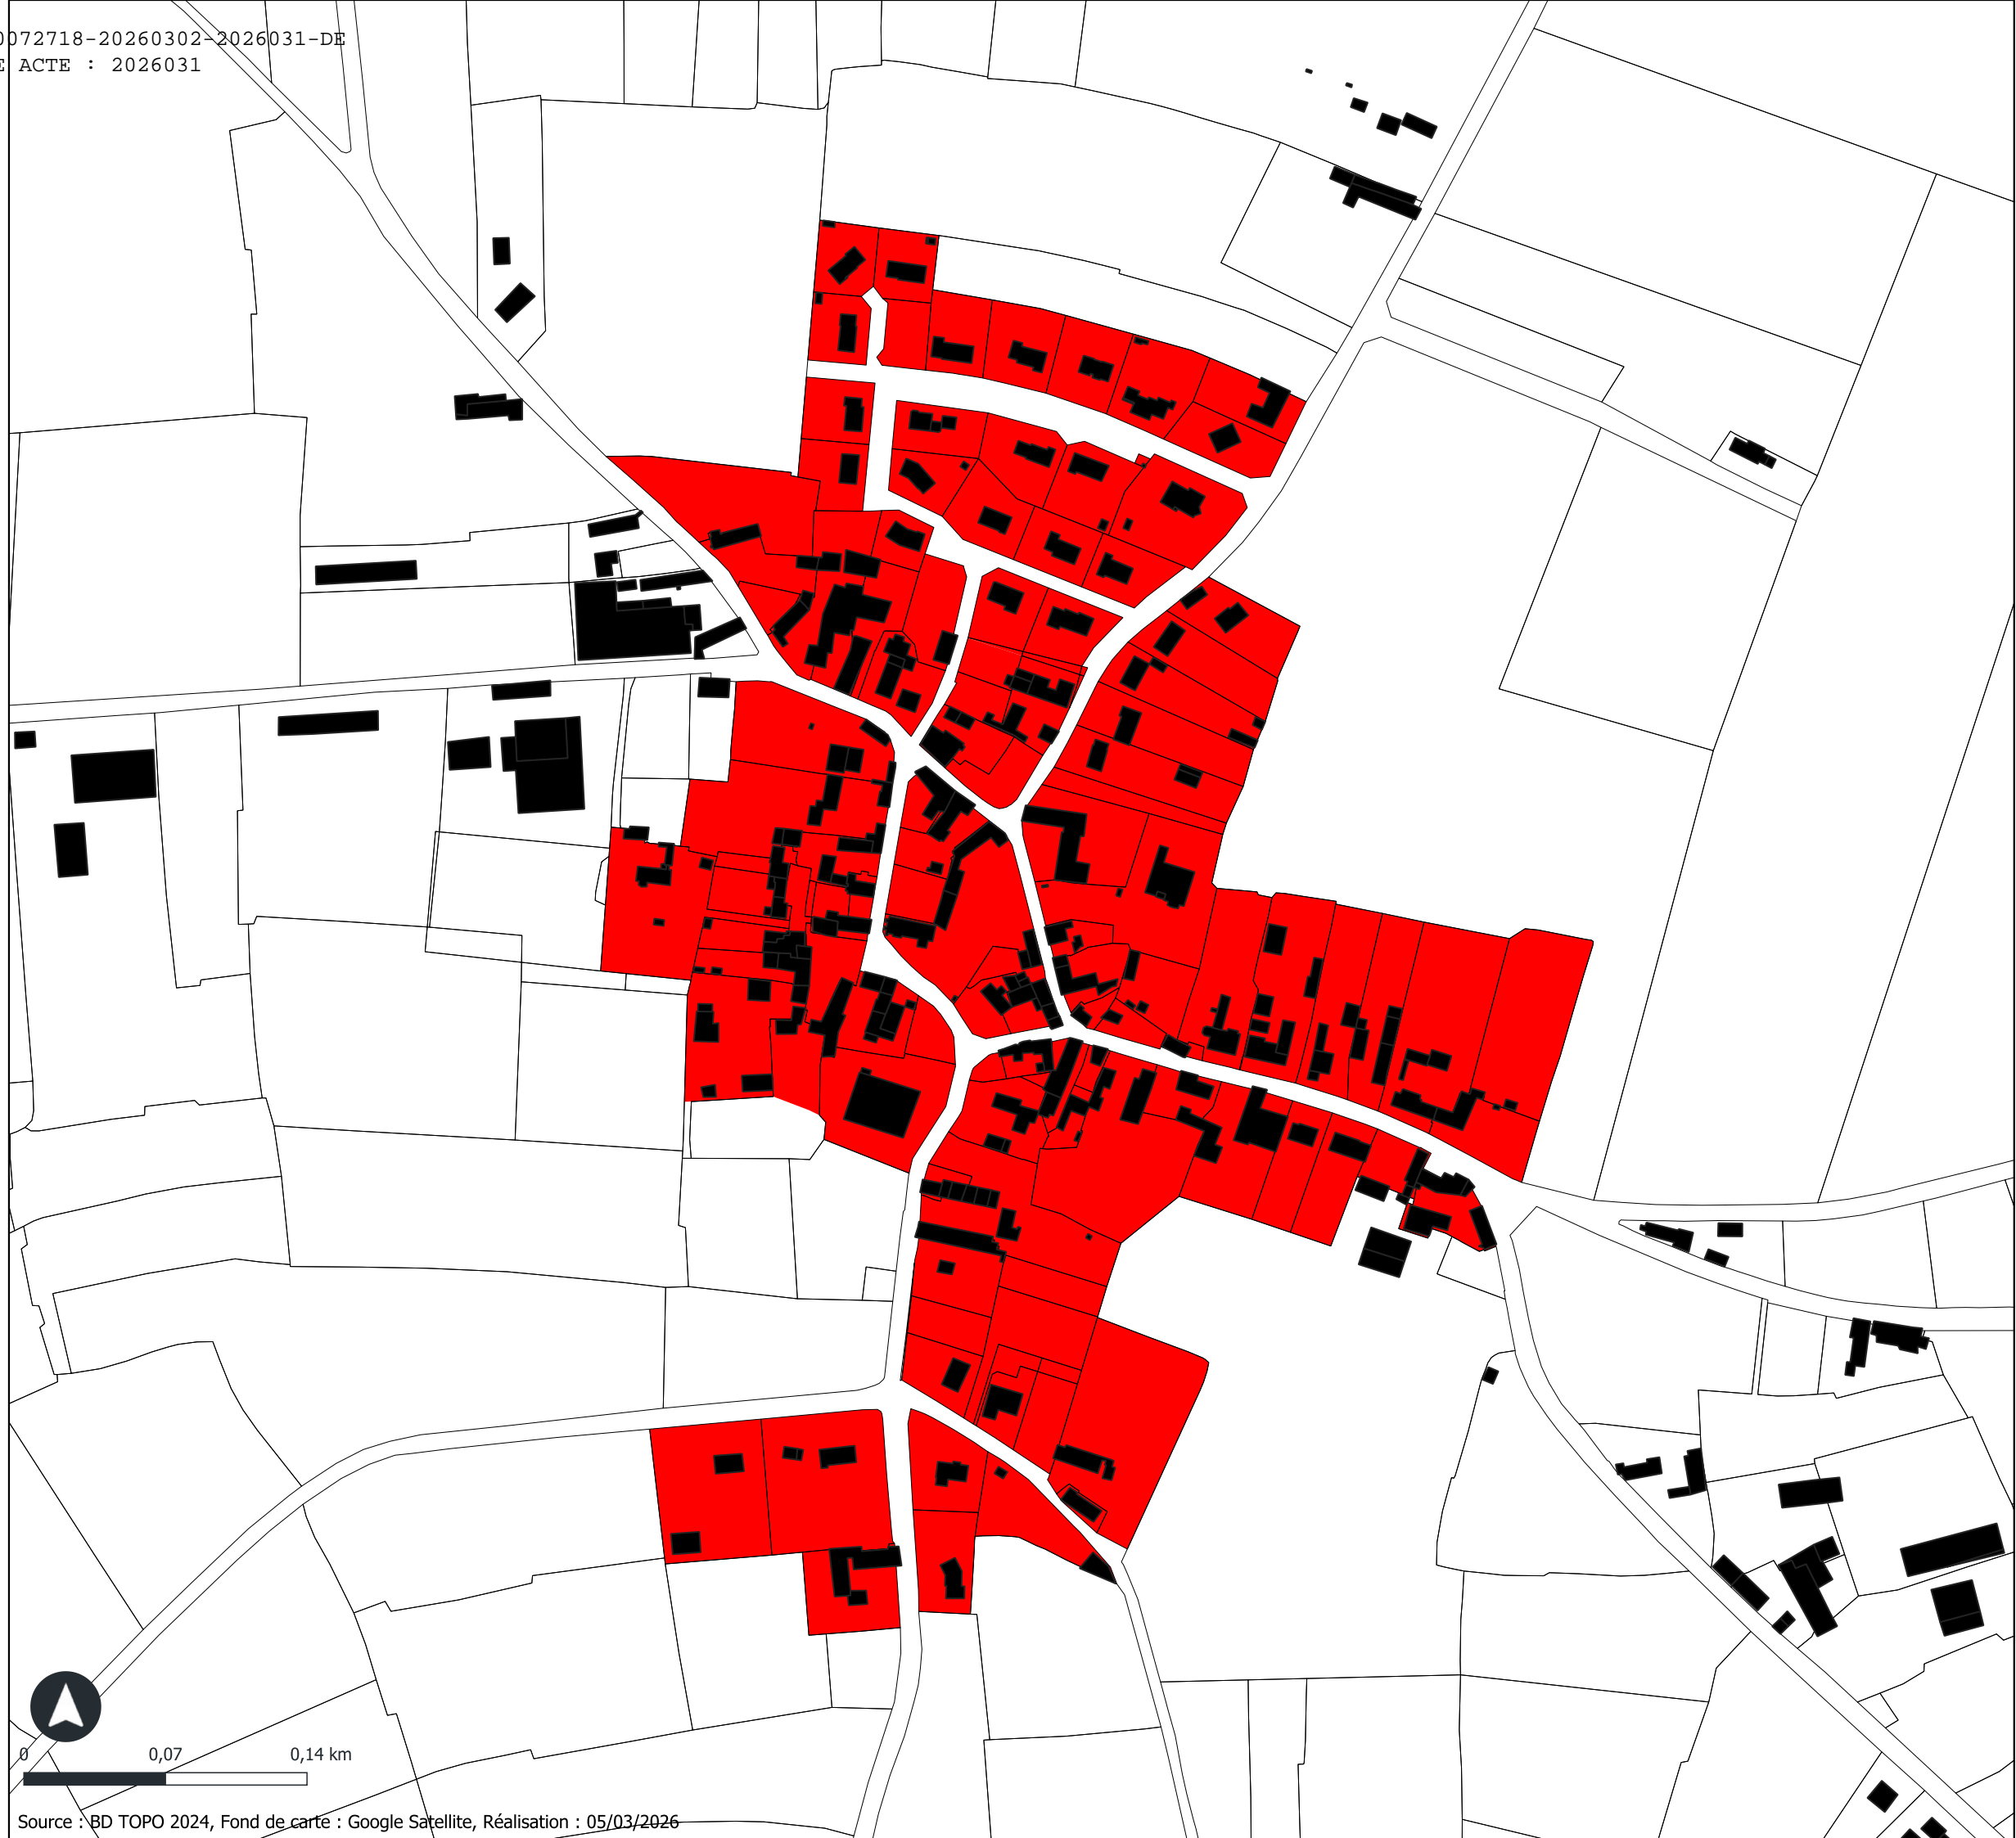 0072718-20260302-2026031-DE
E ACTE : 2026031
0 0,07 0,14 km
Source : BD TOPO 2024, Fond de carte : Google Satellite, Réalisation : 05/03/2026